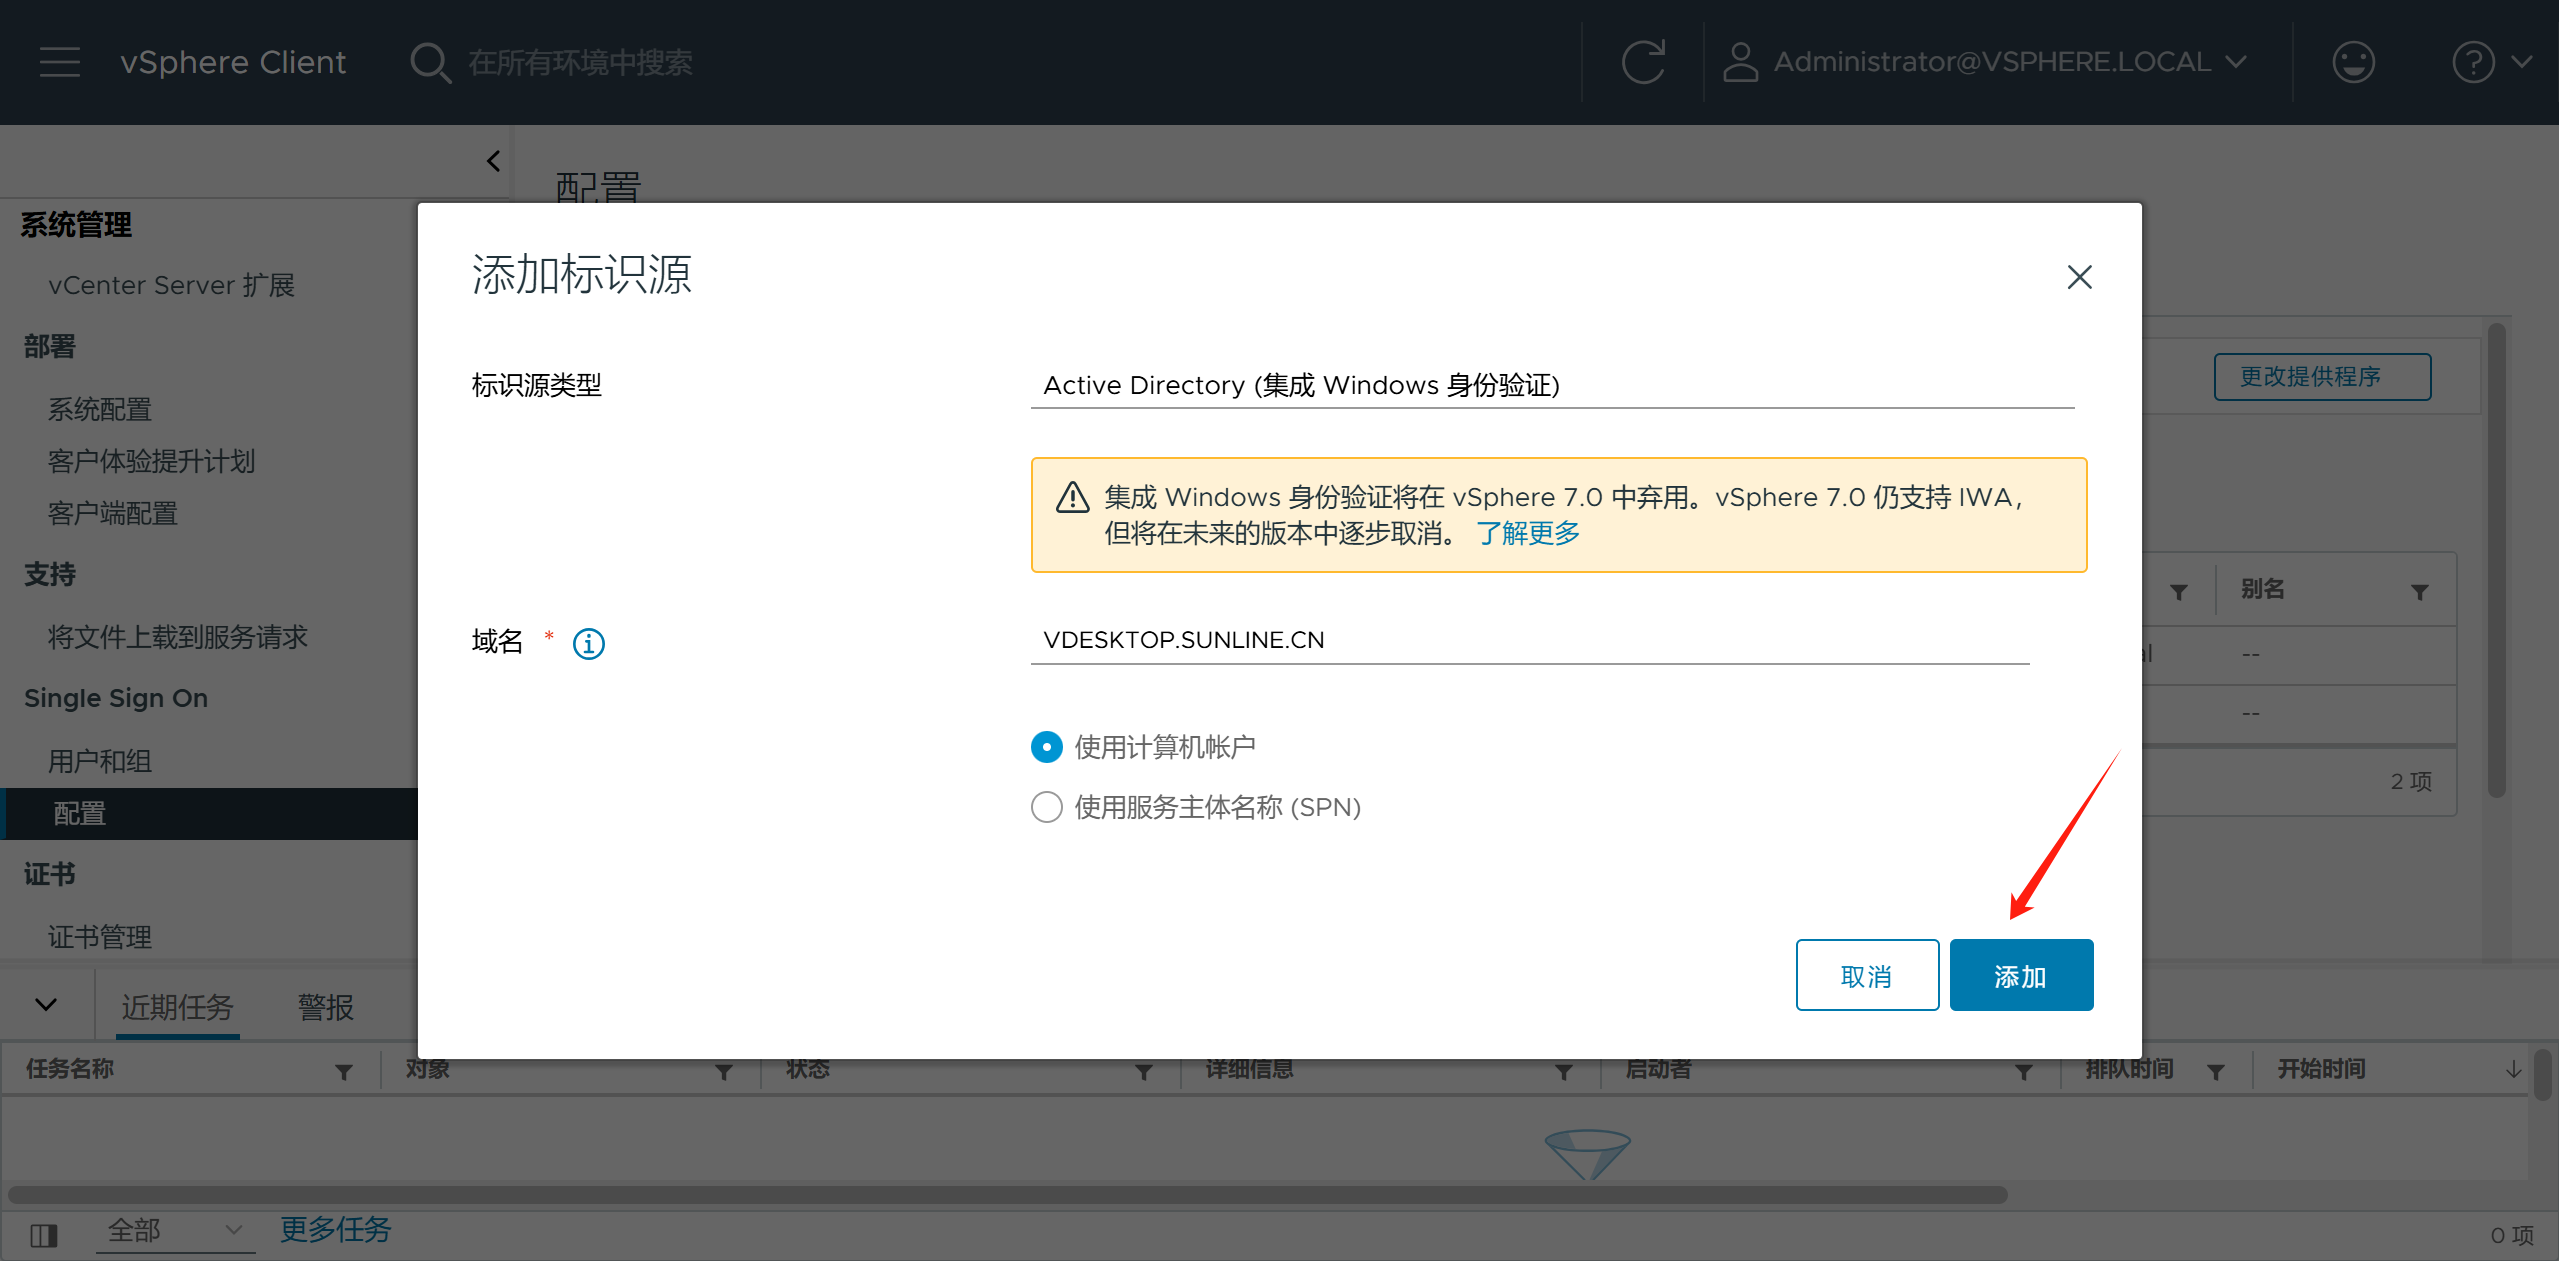 vSphere Client
在所有环境中搜索
Administrator@VSPHERE.LOCAL
配置
系统管理
vCenter Server 扩展
部署
系统配置
客户体验提升计划
客户端配置
支持
将文件上载到服务请求
Single Sign On
用户和组
配置
证书
证书管理
添加标识源
标识源类型
Active Directory (集成 Windows 身份验证)
集成 Windows 身份验证将在 vSphere 7.0 中弃用。vSphere 7.0 仍支持 IWA，
但将在未来的版本中逐步取消。 了解更多
域名 *
VDESKTOP.SUNLINE.CN
使用计算机帐户
使用服务主体名称 (SPN)
取消
添加
更改提供程序
别名
al
--
--
2 项
近期任务
警报
任务名称
对象
状态
详细信息
启动者
排队时间
开始时间
全部
更多任务
0 项